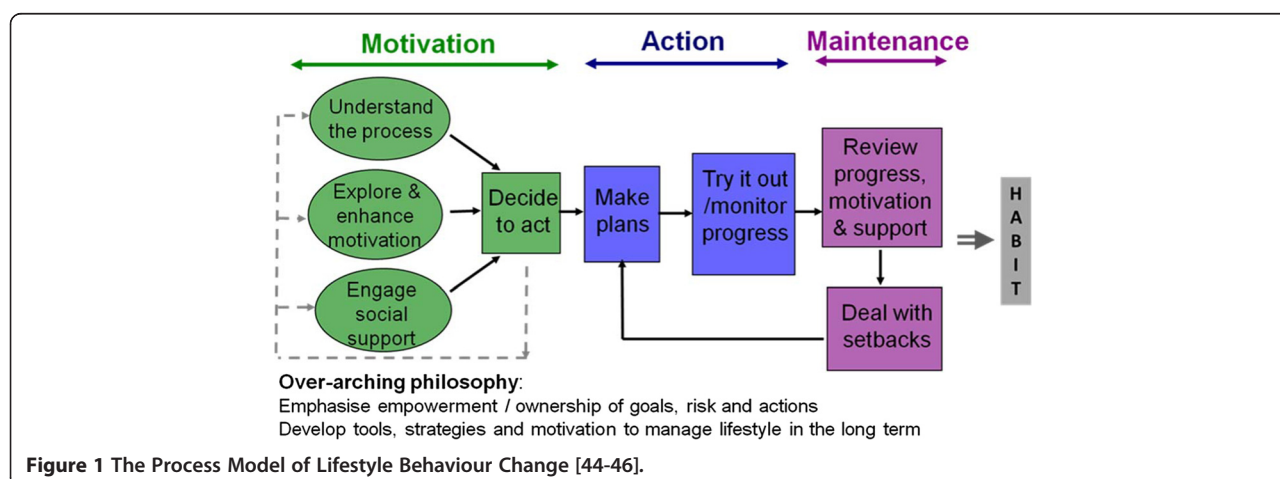 Motivation
Action
Maintenance
Understand
the process
Explore &
enhance
motivation
Engage
social
support
Decide
to act
Make
plans
Try it out
/monitor
progress
Review
progress,
motivation
& support
Deal with
setbacks
H
A
B
I
T
Over-arching philosophy:
Emphasise empowerment / ownership of goals, risk and actions
Develop tools, strategies and motivation to manage lifestyle in the long term
Figure 1 The Process Model of Lifestyle Behaviour Change [44-46].